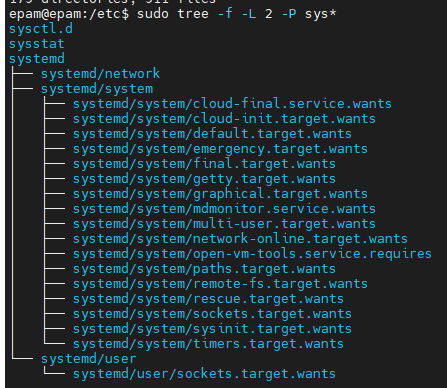 epam@epam:/etc$ sudo tree -f -L 2 -P sys*
sysctl.d
sysstat
systemd
├── systemd/network
├── systemd/system
│   ├── systemd/system/cloud-final.service.wants
│   ├── systemd/system/cloud-init.target.wants
│   ├── systemd/system/default.target.wants
│   ├── systemd/system/emergency.target.wants
│   ├── systemd/system/final.target.wants
│   ├── systemd/system/getty.target.wants
│   ├── systemd/system/graphical.target.wants
│   ├── systemd/system/mdmonitor.service.wants
│   ├── systemd/system/multi-user.target.wants
│   ├── systemd/system/network-online.target.wants
│   ├── systemd/system/open-vm-tools.service.requires
│   ├── systemd/system/paths.target.wants
│   ├── systemd/system/remote-fs.target.wants
│   ├── systemd/system/rescue.target.wants
│   ├── systemd/system/sockets.target.wants
│   ├── systemd/system/sysinit.target.wants
│   └── systemd/system/timers.target.wants
└── systemd/user
    └── systemd/user/sockets.target.wants